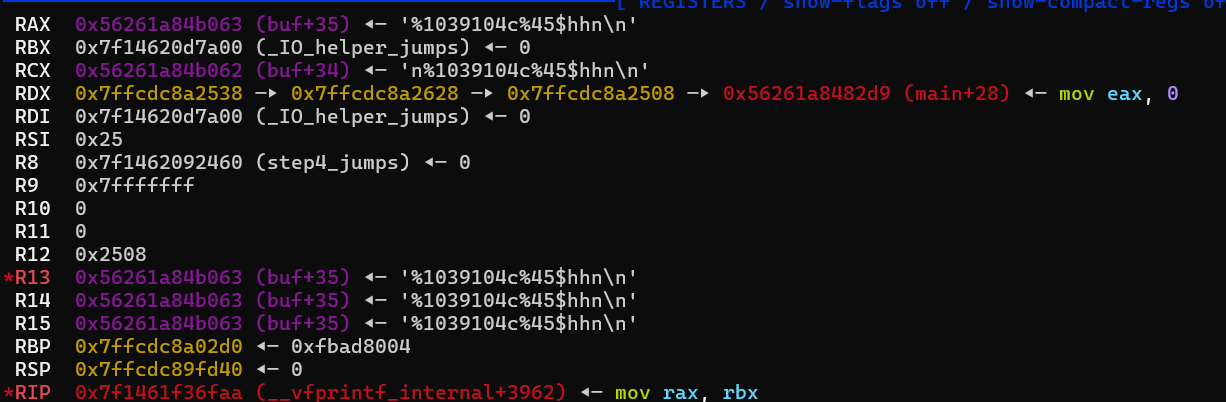 [ REGISTERS / show-flags off / show-compact-regs of
RAX 0x56261a84b063 (buf+35) ◂— '%1039104c%45$hhn\n'
RBX 0x7f14620d7a00 (_IO_helper_jumps) ◂— 0
RCX 0x56261a84b062 (buf+34) ◂— 'n%1039104c%45$hhn\n'
RDX 0x7ffcdc8a2538 —▸ 0x7ffcdc8a2628 —▸ 0x7ffcdc8a2508 —▸ 0x56261a8482d9 (main+28) ◂— mov eax, 0
RDI 0x7f14620d7a00 (_IO_helper_jumps) ◂— 0
RSI 0x25
R8 0x7f1462092460 (step4_jumps) ◂— 0
R9 0x7fffffff
R10 0
R11 0
R12 0x2508
*R13 0x56261a84b063 (buf+35) ◂— '%1039104c%45$hhn\n'
R14 0x56261a84b063 (buf+35) ◂— '%1039104c%45$hhn\n'
R15 0x56261a84b063 (buf+35) ◂— '%1039104c%45$hhn\n'
RBP 0x7ffcdc8a02d0 ◂— 0xfbad8004
RSP 0x7ffcdc89fd40 ◂— 0
*RIP 0x7f1461f36faa (__vfprintf_internal+3962) ◂— mov rax, rbx